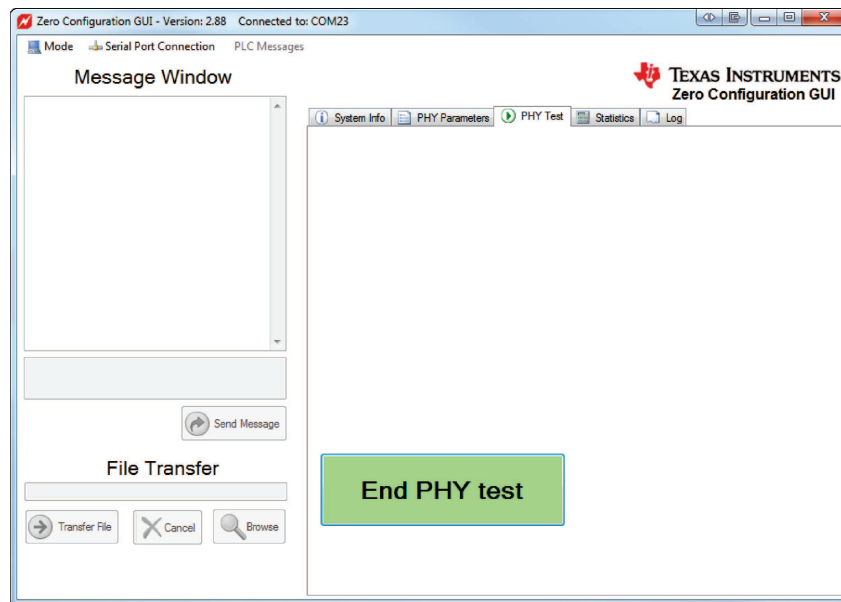 Zero Configuration GUI - Version: 2.88 Connected to: COM23
Mode Serial Port Connection PLC Messages
Message Window
TEXAS INSTRUMENTS
Zero Configuration GUI
System Info PHY Parameters PHY Test Statistics Log
Send Message
File Transfer
Transfer File Cancel Browse
End PHY test